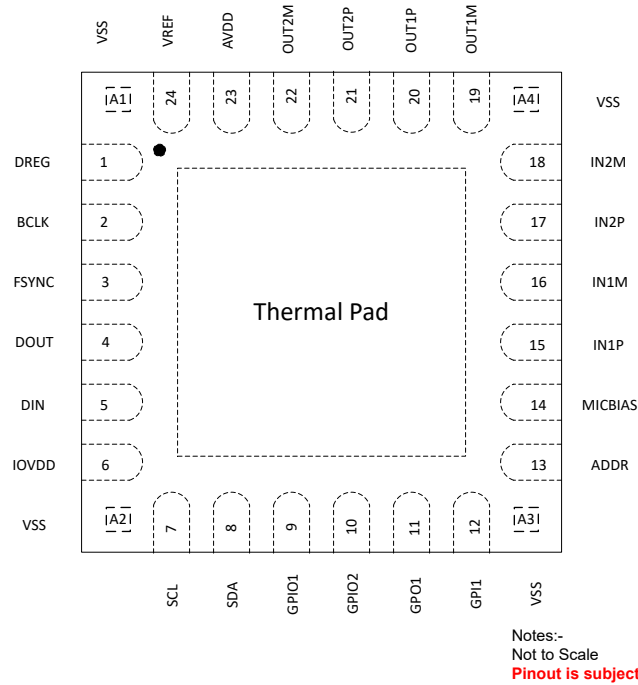 VSS
VREF
AVDD
OUT2M
OUT2P
OUT1P
OUT1M
A1
24
23
22
21
20
19
A4
VSS
DREG
1
18
IN2M
BCLK
2
17
IN2P
FSYNC
3
16
IN1M
Thermal Pad
DOUT
4
15
IN1P
DIN
5
14
MICBIAS
IOVDD
6
13
ADDR
VSS
A2
7
8
9
10
11
12
A3
SCL
SDA
GPIO1
GPIO2
GPO1
GPI1
VSS
Notes:-
Not to Scale
Pinout is subject